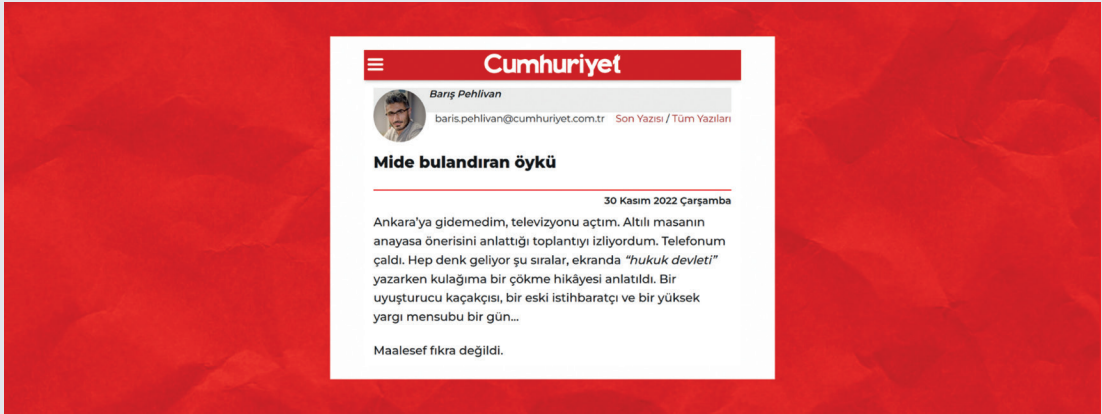 Cumhuriyet
Barış Pehlivan
baris.pehlivan@cumhuriyet.com.tr Son Yazısı / Tüm Yazıları
Mide bulandıran öykü
30 Kasım 2022 Çarşamba
Ankara'ya gidemedim, televizyonu açtım. Altılı masanın
anayasa önerisini anlattığı toplantıyı izliyordum. Telefonum
çaldı. Hep denk geliyor şu sıralar, ekranda "hukuk devleti"
yazarken kulağıma bir çökme hikâyesi anlatıldı. Bir
uyuşturucu kaçakçısı, bir eski istihbaratçı ve bir yüksek
yargı mensubu bir gün...
Maalesef fıkra değildi.